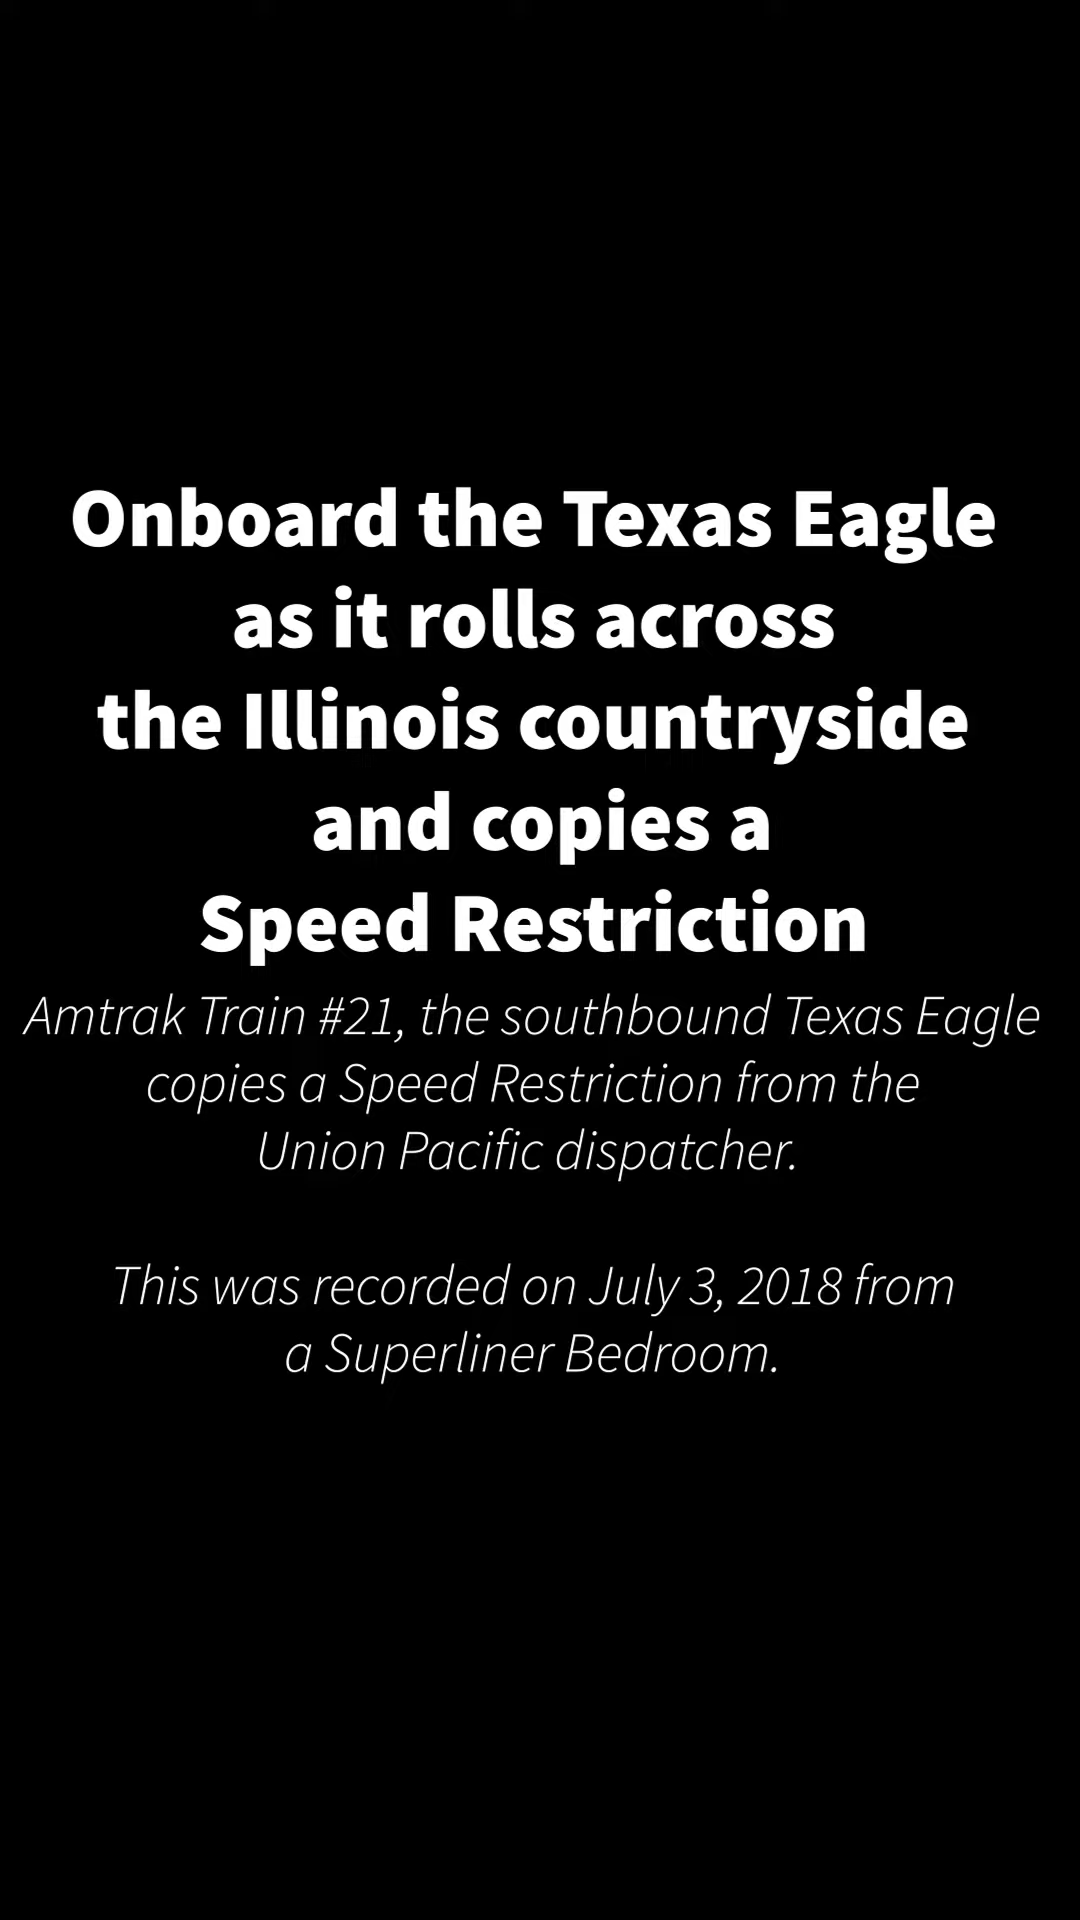 Onboard the Texas Eagle
as it rolls across
the Illinois countryside
and copies a
Speed Restriction
Amtrak Train #21, the southbound Texas Eagle
copies a Speed Restriction from the
Union Pacific dispatcher.
This was recorded on July 3, 2018 from
a Superliner Bedroom.